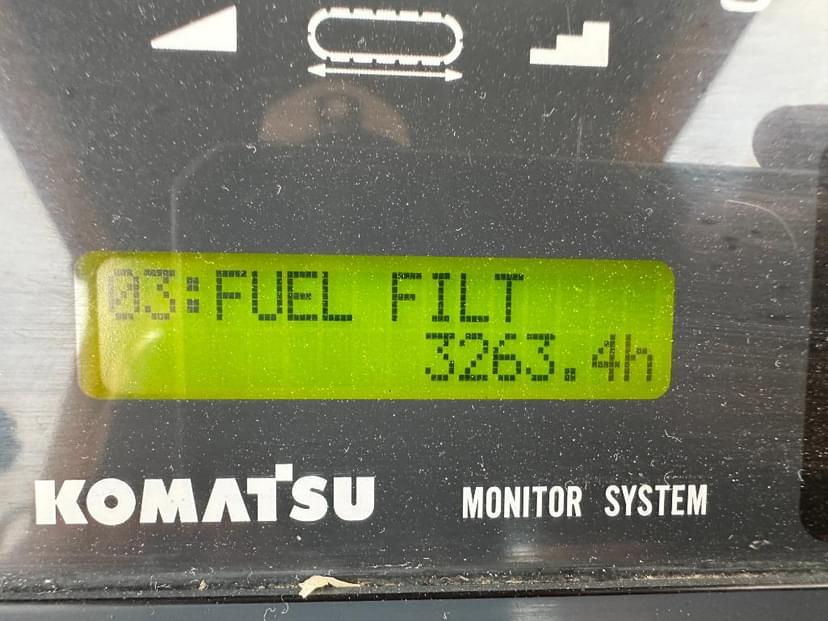 03:FUEL FILT
3263.4h
KOMATSU
MONITOR SYSTEM